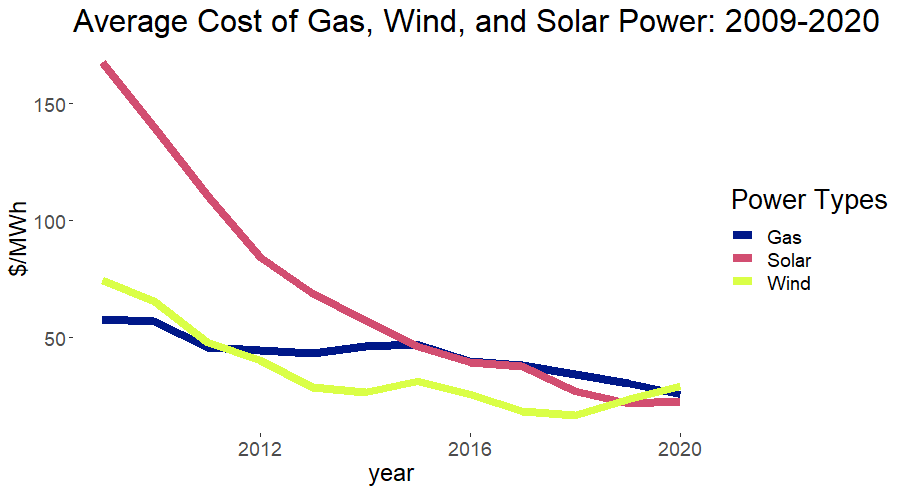 Average Cost of Gas, Wind, and Solar Power: 2009-2020
150
100
50
$/MWh
2012 2016 2020
year
Power Types
Gas
Solar
Wind